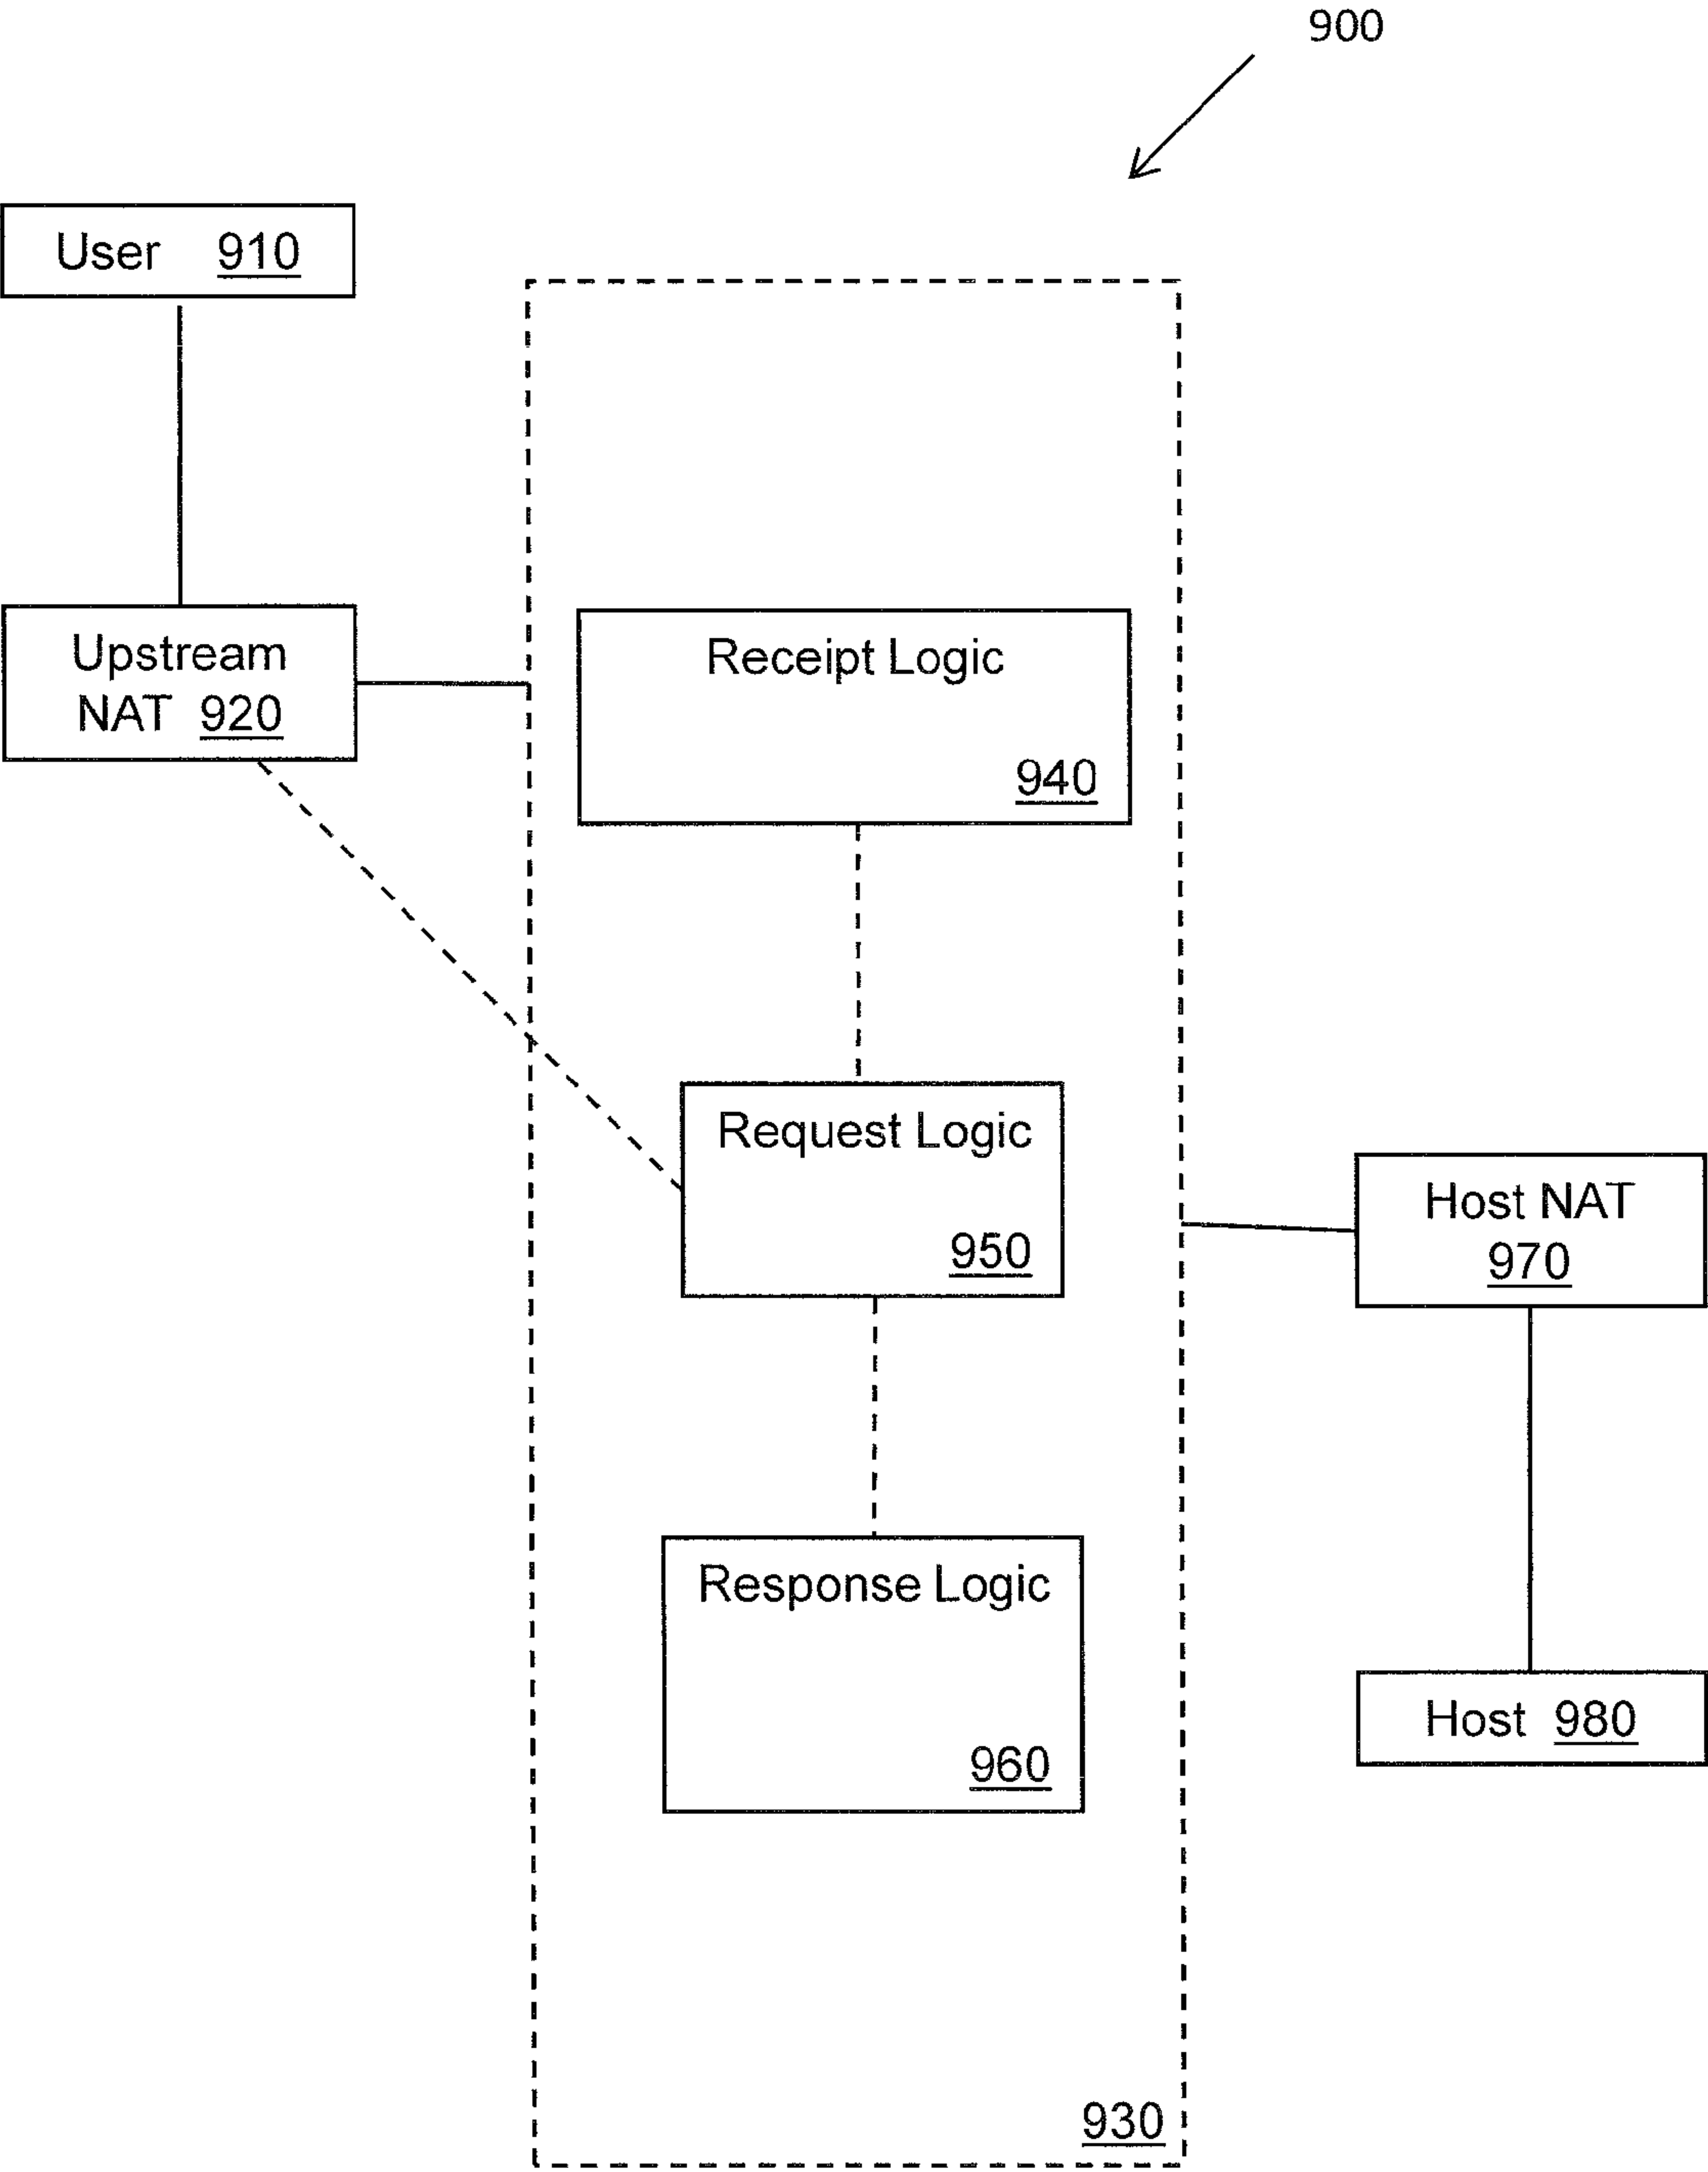 900
User 910
Upstream
NAT 920
Receipt Logic
940
Request Logic
950
Host NAT
970
Response Logic
960
Host 980
930